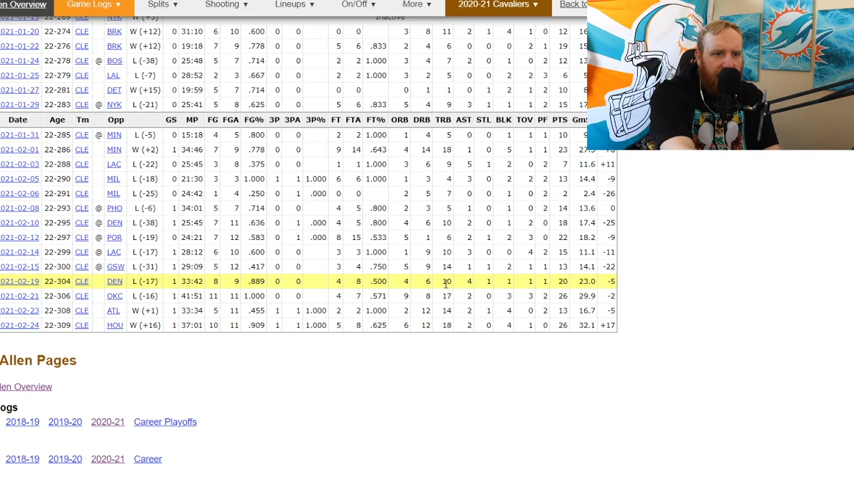 en Overview Game Logs ▼ Splits ▼ Shooting ▼ Lineups ▼ On/Off ▼ More ▼ 2020-21 Cavaliers ▼ Back to
Inactive
021-01-20 22-274 CLE BRK W (+12) 0 31:10 6 10 .600 0 0 3 8 11 2 1 4 1 0 12
021-01-22 22-276 CLE BRK W (+12) 0 19:18 7 9 .778 0 0 5 6 .833 2 4 6 0 0 0 2 1 19
021-01-24 22-278 CLE @ BOS L (-38) 0 25:48 5 7 .714 0 0 2 2 1.000 3 4 7 2 1 0 2 0 12
021-01-25 22-279 CLE LAL L (-7) 0 28:52 2 3 .667 0 0 2 2 1.000 3 2 5 1 1 2 2 3 6
021-01-27 22-281 CLE DET W (+15) 0 19:59 5 7 .714 0 0 0 0 1 1 0 0 0 2 1 10
021-01-29 22-283 CLE @ NYK L (-21) 0 25:41 5 8 .625 0 0 5 6 .833 5 4 9 3 1 1 1 2 15
Date Age Tm Opp GS MP FG FGA FG% 3P 3PA 3P% FT FTA FT% ORB DRB TRB AST STL BLK TOV PF PTS GmS
021-01-31 22-285 CLE @ MIN L (-5) 0 15:18 4 5 .800 0 0 2 2 1.000 1 4 5 0 0 1 1 1 10
021-02-01 22-286 CLE MIN W (+2) 1 34:46 7 9 .778 0 0 9 14 .643 4 14 18 1 0 5 1 1 23
021-02-03 22-288 CLE LAC L (-22) 0 25:45 3 8 .375 0 0 1 1 1.000 3 6 9 5 1 2 0 2 7 11.6 +11
021-02-05 22-290 CLE MIL L (-18) 0 21:30 3 3 1.000 1 1 1.000 6 6 1.000 1 3 4 3 0 2 2 2 13 14.4 -9
021-02-06 22-291 CLE MIL L (-25) 0 24:42 1 4 .250 0 1 .000 0 0 2 5 7 0 0 1 0 2 2 2.4 -26
021-02-08 22-293 CLE @ PHO L (-6) 1 34:01 5 7 .714 0 0 4 5 .800 2 3 5 1 0 1 0 2 14 13.6 0
021-02-10 22-295 CLE @ DEN L (-38) 0 25:45 7 11 .636 0 1 .000 4 5 .800 4 6 10 2 0 1 0 2 18 17.4 -25
021-02-12 22-297 CLE @ POR L (-19) 0 24:21 7 12 .583 0 1 .000 8 15 .533 5 1 6 2 1 2 3 0 22 18.2 -9
021-02-14 22-299 CLE @ LAC L (-17) 1 28:12 6 10 .600 0 0 3 3 1.000 1 9 10 3 0 0 4 2 15 11.1 -11
021-02-15 22-300 CLE @ GSW L (-31) 1 29:09 5 12 .417 0 0 3 4 .750 5 9 14 1 1 2 1 1 13 14.1 -22
021-02-19 22-304 CLE DEN L (-17) 1 33:42 8 9 .889 0 0 4 8 .500 4 6 10 4 1 1 1 1 20 23.0 -5
021-02-21 22-306 CLE OKC L (-16) 1 41:51 11 11 1.000 0 0 4 7 .571 9 8 17 2 0 3 3 2 26 29.9 -2
021-02-23 22-308 CLE ATL W (+1) 1 33:34 5 11 .455 1 1 1.000 2 2 1.000 2 12 14 2 1 4 0 2 13 16.7 -5
021-02-24 22-309 CLE HOU W (+16) 1 37:01 10 11 .909 1 1 1.000 5 8 .625 6 12 18 2 0 4 1 0 26 32.1 +17
Allen Pages
en Overview
ogs
2018-19 2019-20 2020-21 Career Playoffs
2018-19 2019-20 2020-21 Career